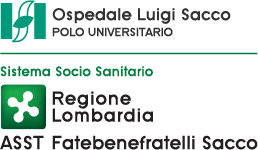 Ospedale Luigi Sacco
POLO UNIVERSITARIO
Sistema Socio Sanitario
Regione
Lombardia
ASST Fatebenefratelli Sacco